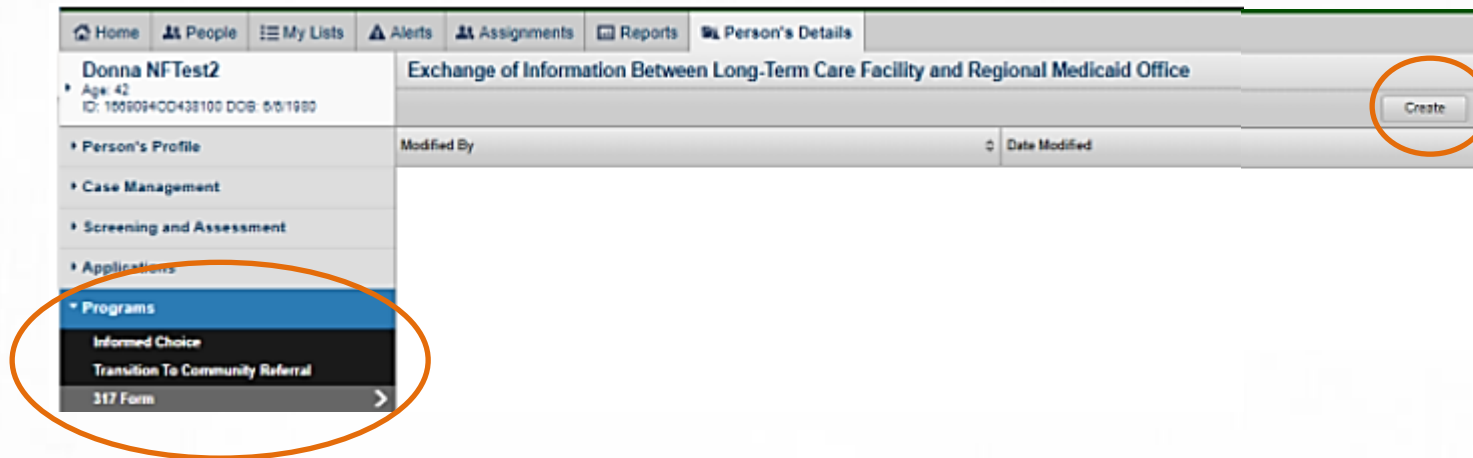 Home People My Lists Alerts Assignments Reports Person's Details
Donna NFTest2
Age: 42
DOB: 6/6/1980
Exchange of Information Between Long-Term Care Facility and Regional Medicaid Office
Create
Person's Profile
Modified By Date Modified
Case Management
Screening and Assessment
Applications
Programs
Informed Choice
Transition To Community Referral
317 Form